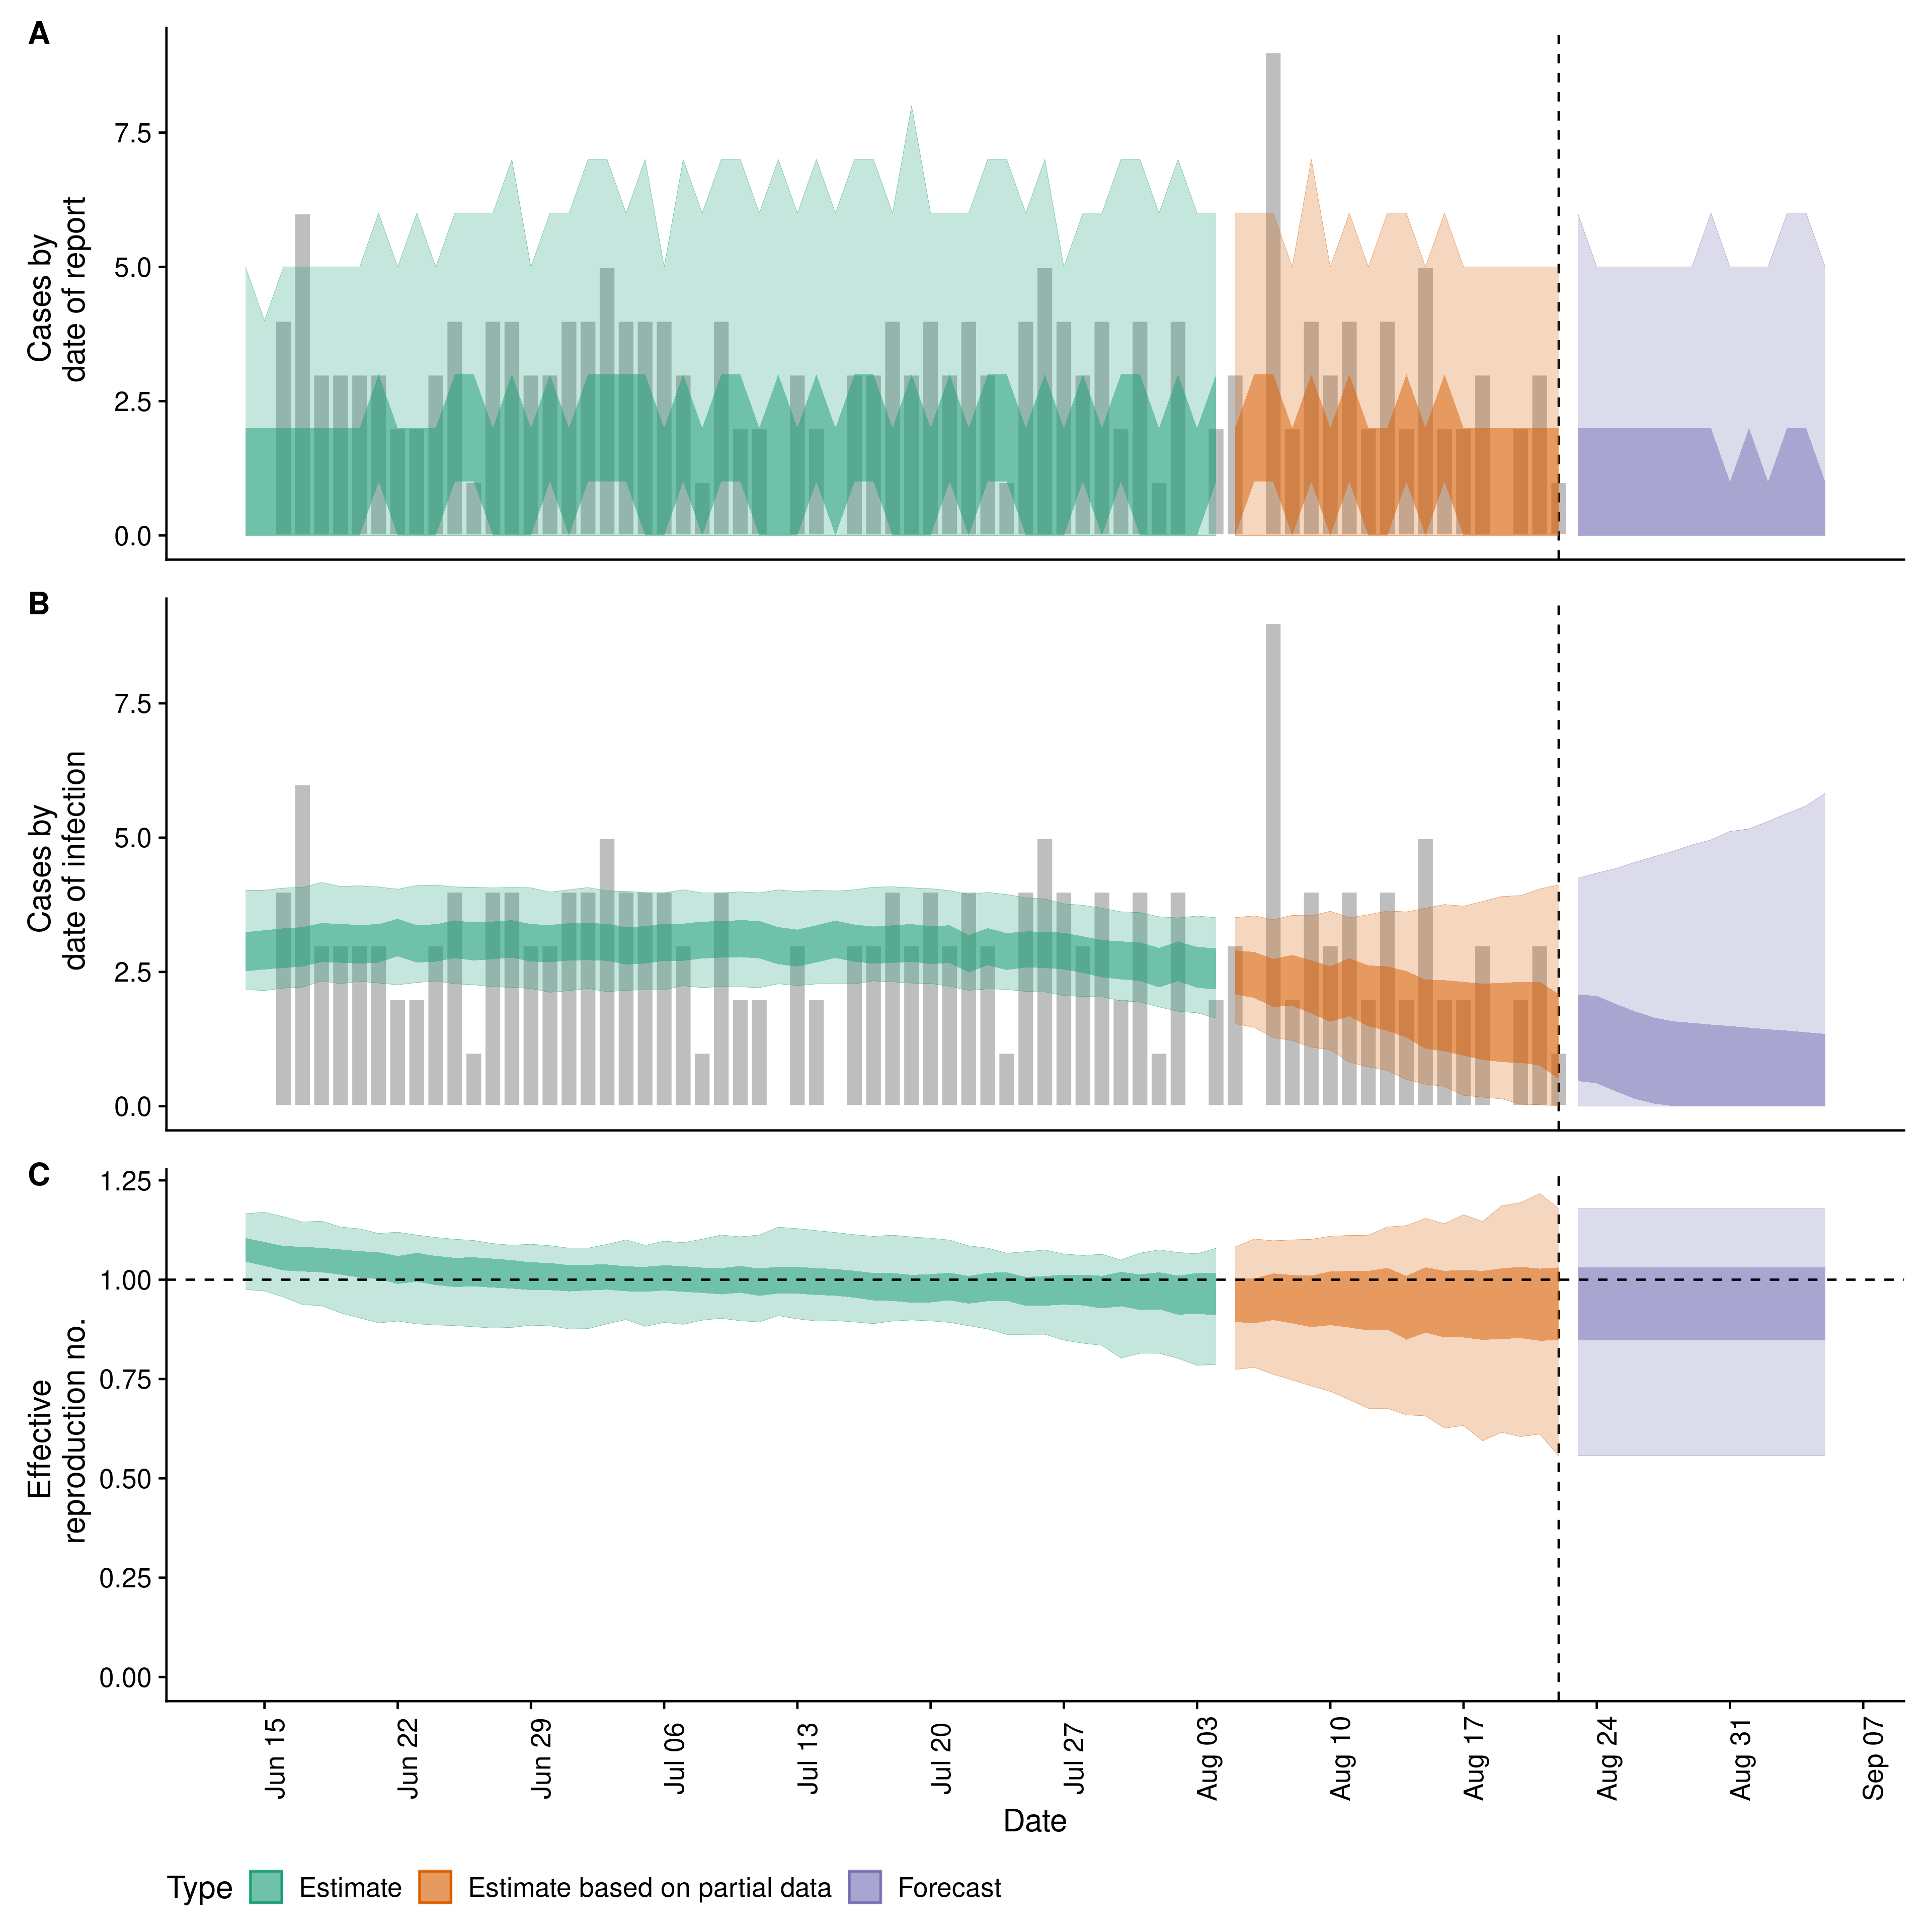 A
Cases by
date of report
7.5
5.0
2.5
0.0
B
Cases by
date of infection
7.5
5.0
2.5
0.0
C
Effective
reproduction no.
1.25
1.00
0.75
0.50
0.25
0.00
Jun 15
Jun 22
Jun 29
Jul 06
Jul 13
Jul 20
Jul 27
Aug 03
Aug 10
Aug 17
Aug 24
Aug 31
Sep 07
Date
Type Estimate Estimate based on partial data Forecast